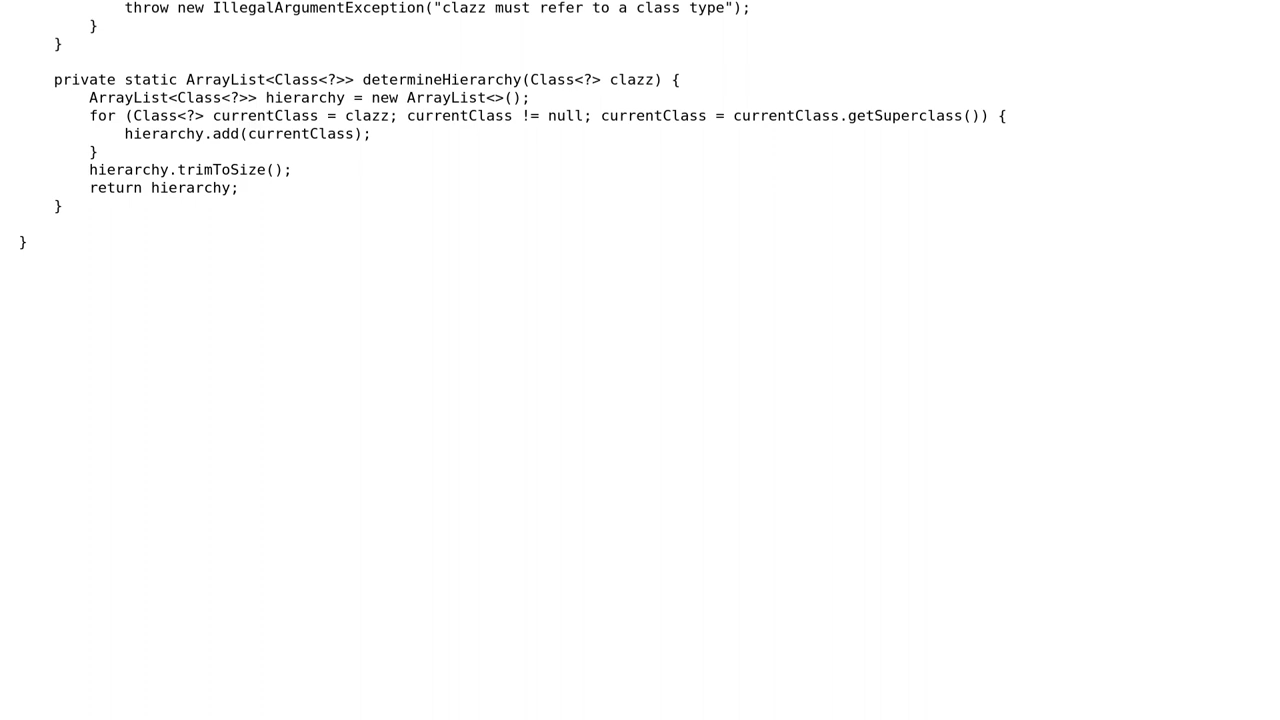 throw new IllegalArgumentException("clazz must refer to a class type");
        }
    }

    private static ArrayList<Class<?>> determineHierarchy(Class<?> clazz) {
        ArrayList<Class<?>> hierarchy = new ArrayList<>();
        for (Class<?> currentClass = clazz; currentClass != null; currentClass = currentClass.getSuperclass()) {
            hierarchy.add(currentClass);
        }
        hierarchy.trimToSize();
        return hierarchy;
    }

}